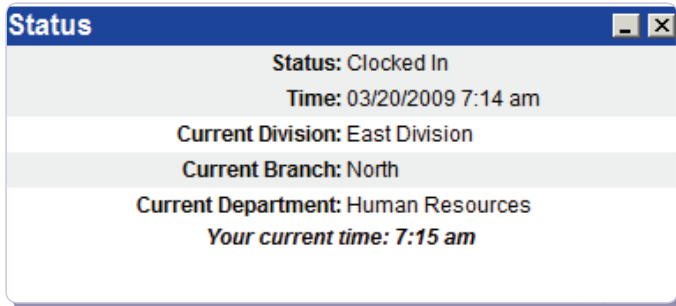 Status
Status: Clocked In
Time: 03/20/2009 7:14 am
Current Division: East Division
Current Branch: North
Current Department: Human Resources
Your current time: 7:15 am